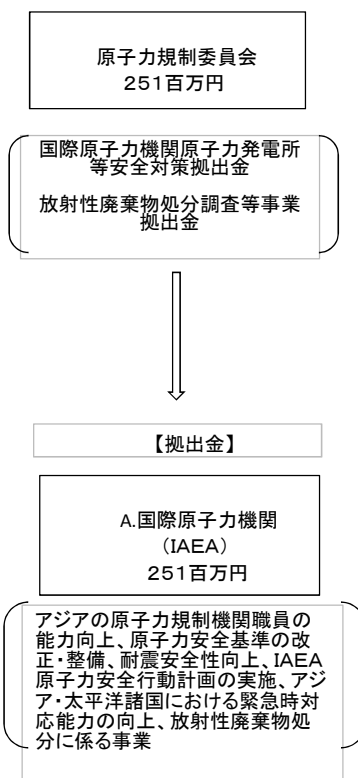 原子力規制委員会
251百万円
国際原子力機関原子力発電所
等安全対策拠出金
放射性廃棄物処分調査等事業
拠出金
【拠出金】
A.国際原子力機関
（IAEA）
251百万円
アジアの原子力規制機関職員の
能力向上、原子力安全基準の改
正・整備、耐震安全性向上、IAEA
原子力安全行動計画の実施、アジ
ア・太平洋諸国における緊急時対
応能力の向上、放射性廃棄物処
分に係る事業